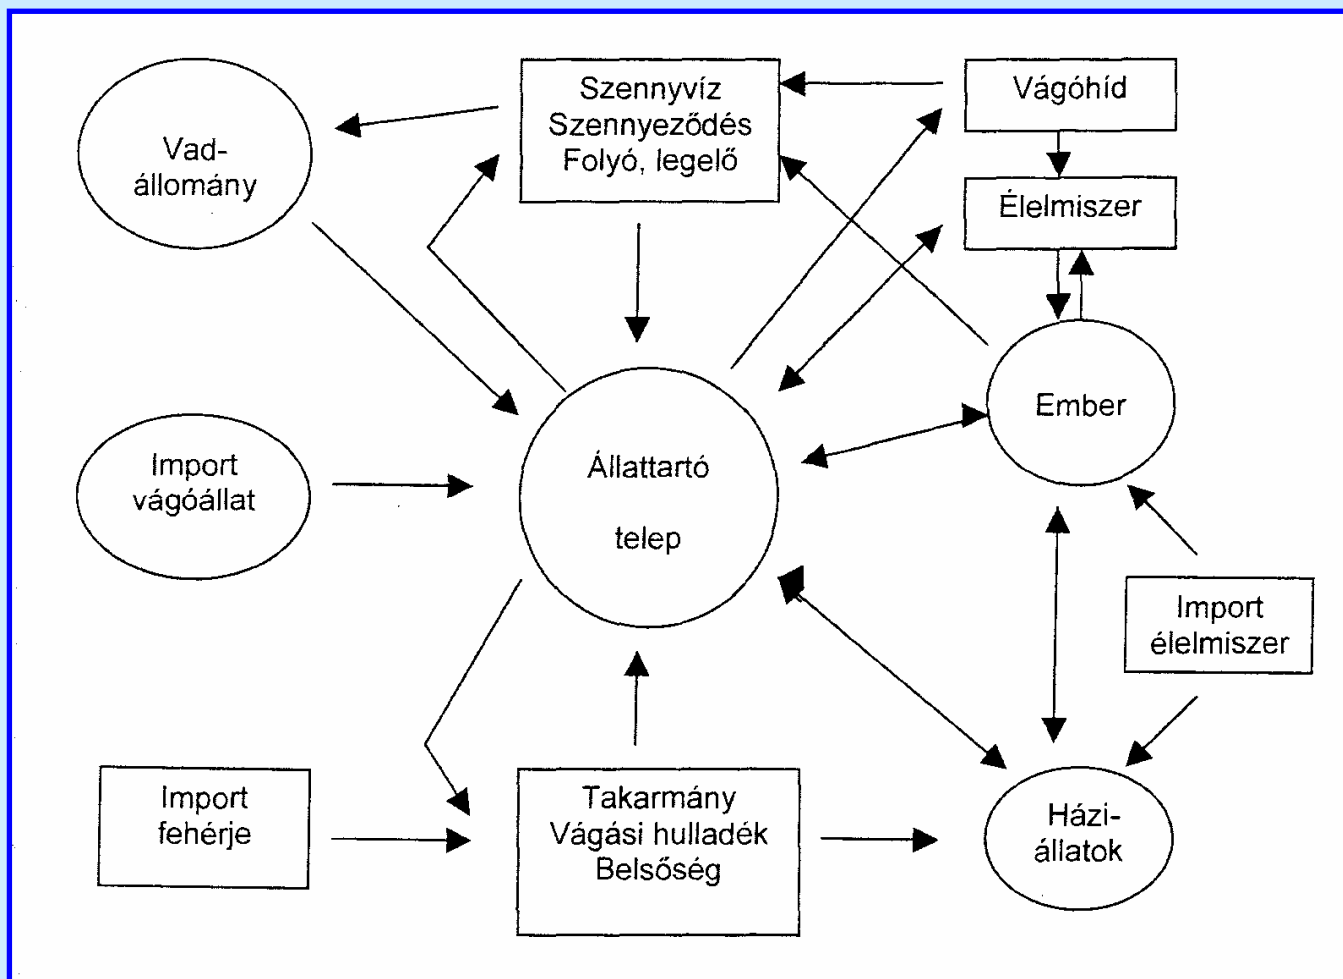 Vad-
állomány
Szennyvíz
Szennyeződés
Folyó, legelő
Vágóhíd
Élelmiszer
Ember
Import
vágóállat
Állattartó
telep
Import
élelmiszer
Import
fehérje
Takarmány
Vágási hulladék
Belsőség
Házi-
állatok